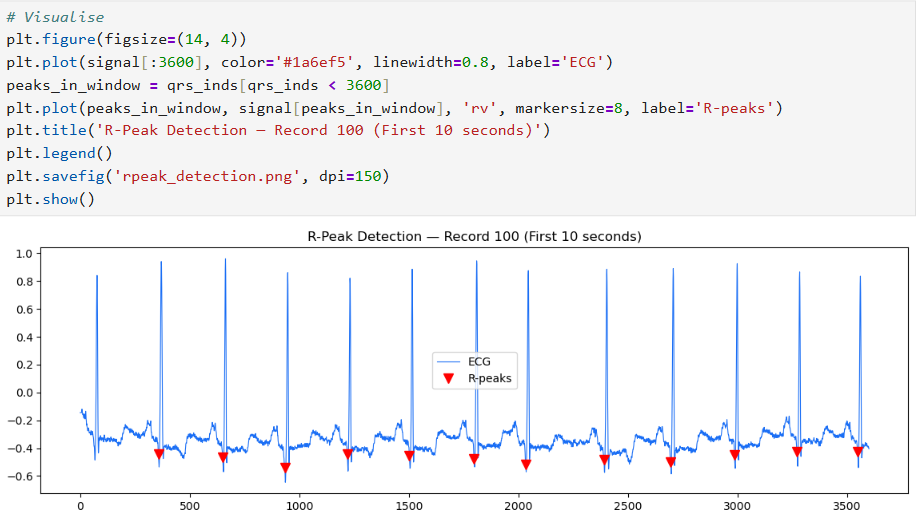 # Visualise
plt.figure(figsize=(14, 4))
plt.plot(signal[:3600], color='#1a6ef5', linewidth=0.8, label='ECG')
peaks_in_window = qrs_inds[qrs_inds < 3600]
plt.plot(peaks_in_window, signal[peaks_in_window], 'rv', markersize=8, label='R-peaks')
plt.title('R-Peak Detection — Record 100 (First 10 seconds)')
plt.legend()
plt.savefig('rpeak_detection.png', dpi=150)
plt.show()
R-Peak Detection — Record 100 (First 10 seconds)
1.0
0.8
0.6
0.4
0.2
0.0
−0.2
−0.4
−0.6
ECG
R-peaks
0 500 1000 1500 2000 2500 3000 3500